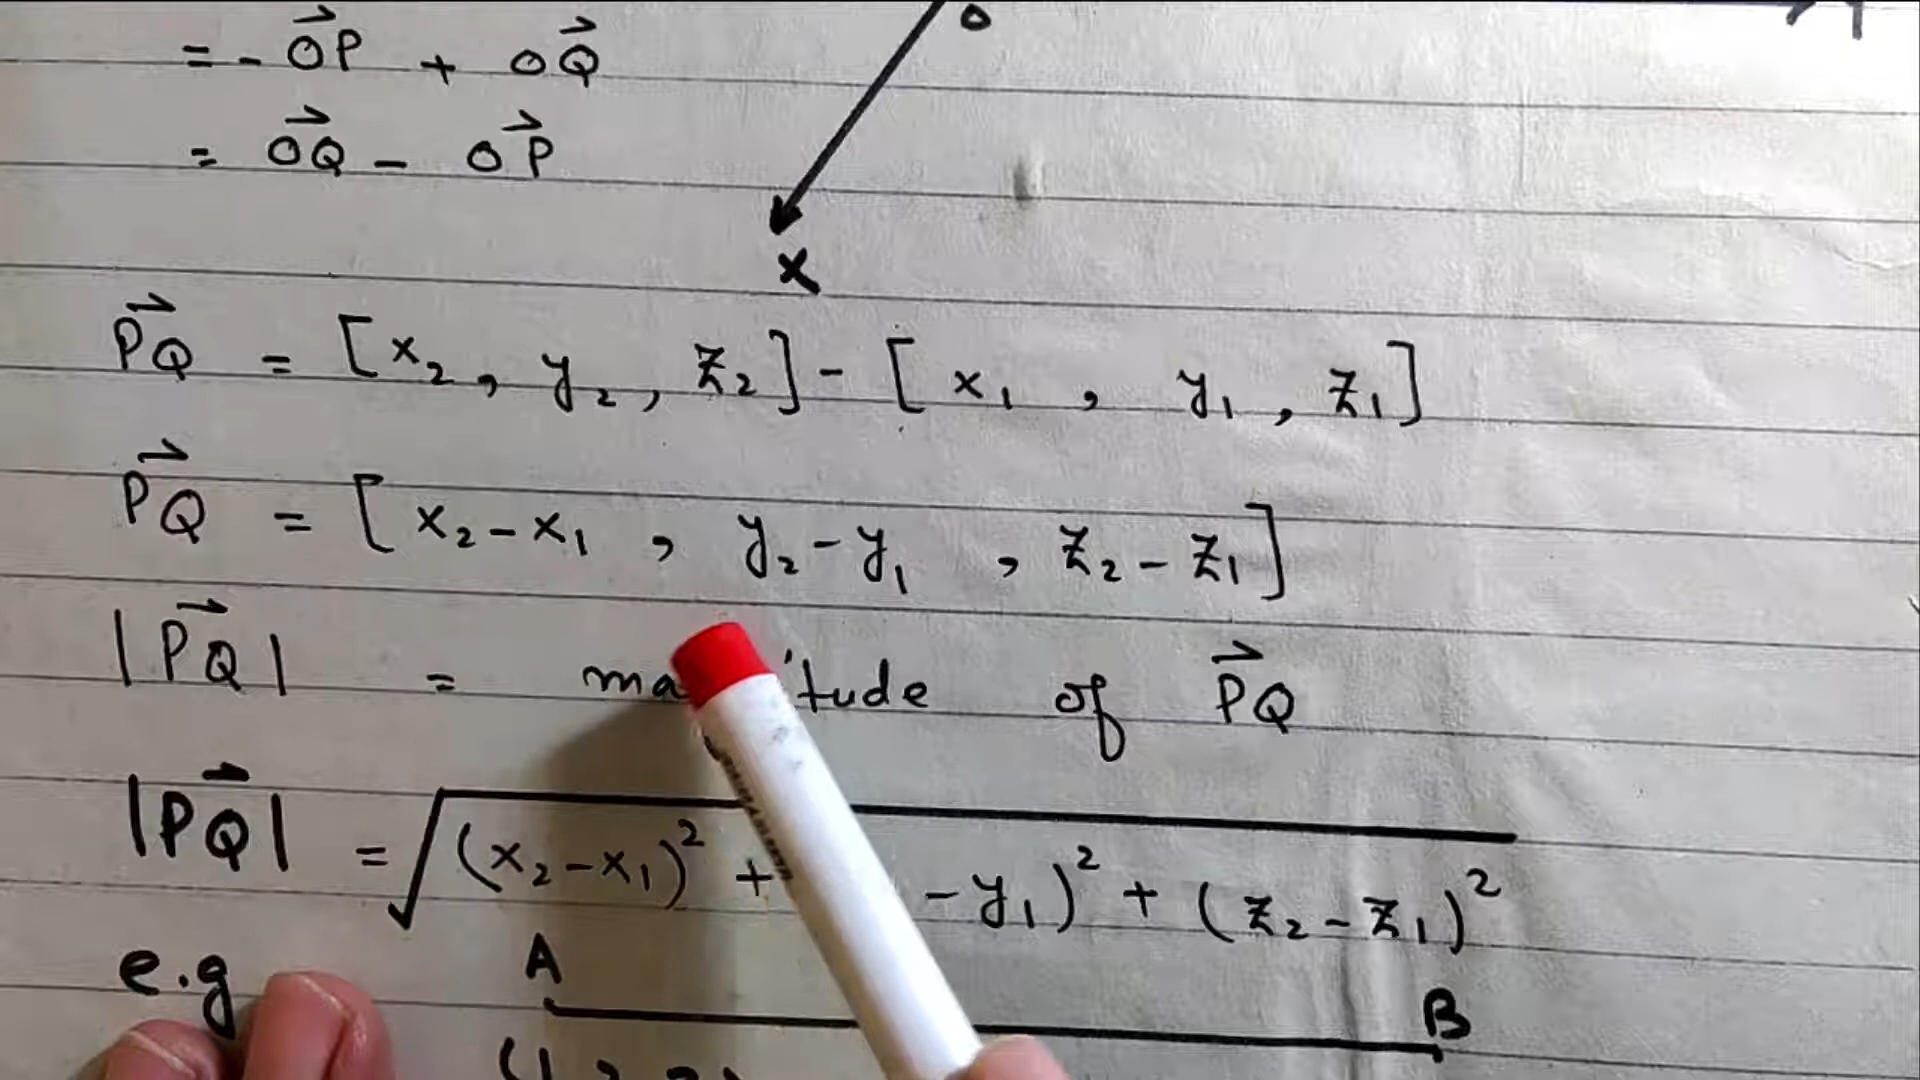 = - OP + OQ
O
= OQ - OP
X
PQ = [x₂, y₂, z₂] - [x₁, y₁, z₁]
PQ = [x₂-x₁, y₂-y₁, z₂-z₁]
|PQ| = of PQ
|PQ| = √(x₂-x₁)² + -y₁)² + (z₂-z₁)²
e.g A B